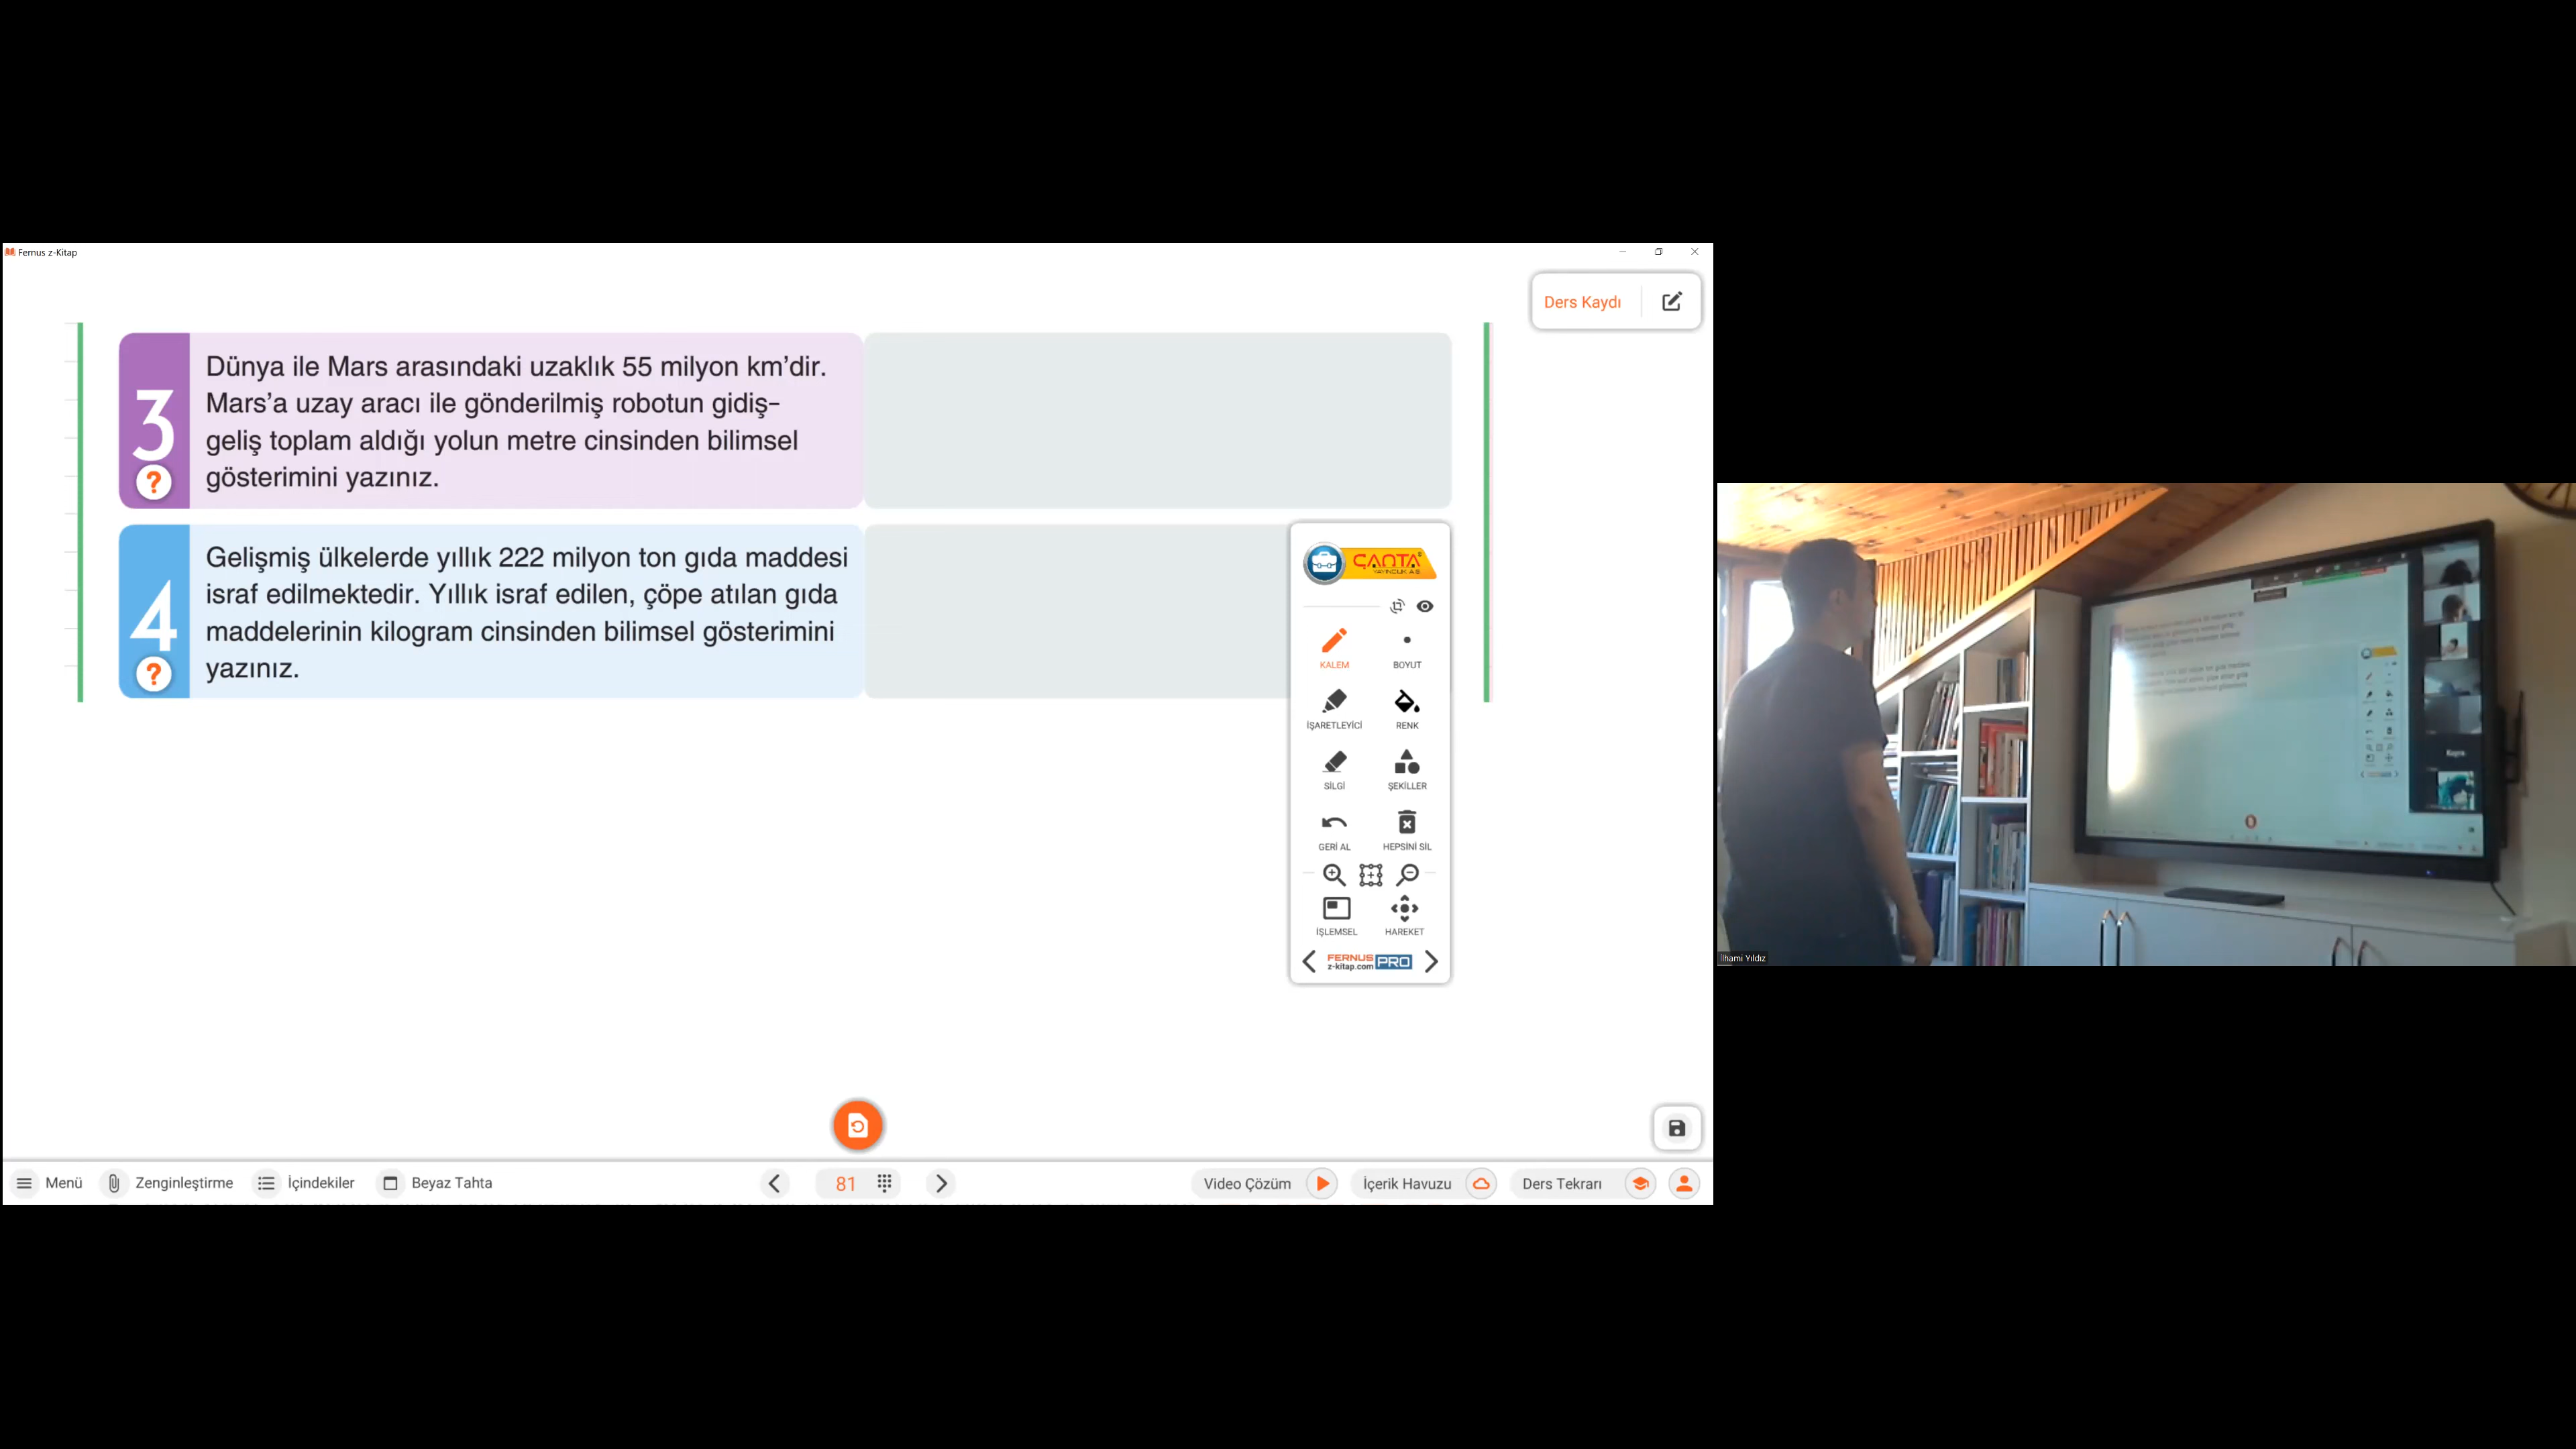 Fernus z-Kitap
Ders Kaydı
3
Dünya ile Mars arasındaki uzaklık 55 milyon km'dir.
Mars'a uzay aracı ile gönderilmiş robotun gidiş-
geliş toplam aldığı yolun metre cinsinden bilimsel
gösterimini yazınız.
?
4
Gelişmiş ülkelerde yıllık 222 milyon ton gıda maddesi
israf edilmektedir. Yıllık israf edilen, çöpe atılan gıda
maddelerinin kilogram cinsinden bilimsel gösterimini
yazınız.
?
ÇANTA
YAYINCILIK A.Ş.
KALEM BOYUT
İŞARETLEYİCİ RENK
SİLGİ ŞEKİLLER
GERİ AL HEPSİNİ SİL
İŞLEMSEL HAREKET
FERNUS
z-kitap.com PRO
Menü Zenginleştirme İçindekiler Beyaz Tahta 81 Video Çözüm İçerik Havuzu Ders Tekrarı
Kayra
İlhami Yıldız